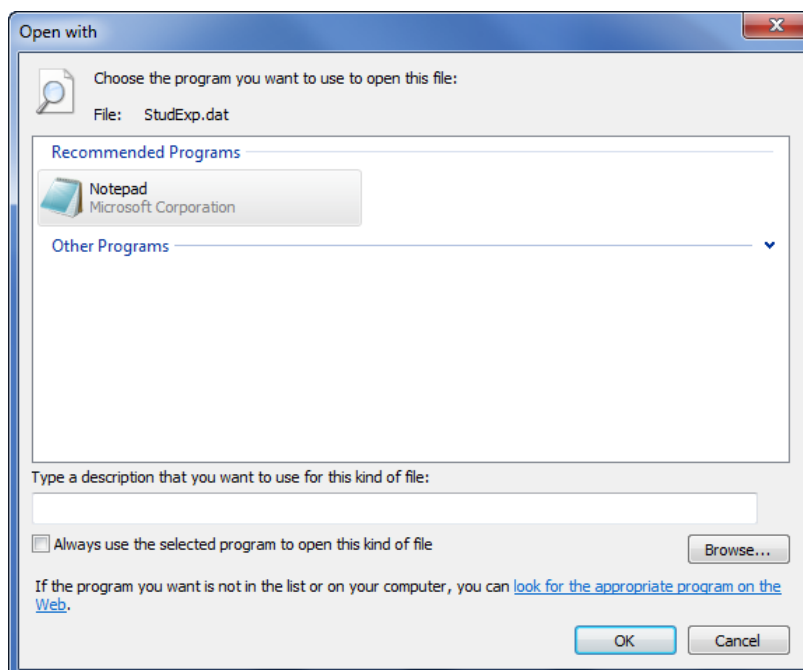 Open with
Choose the program you want to use to open this file:
File: StudExp.dat
Recommended Programs
Notepad
Microsoft Corporation
Other Programs
Type a description that you want to use for this kind of file:
Always use the selected program to open this kind of file
Browse...
If the program you want is not in the list or on your computer, you can look for the appropriate program on the
Web.
OK Cancel